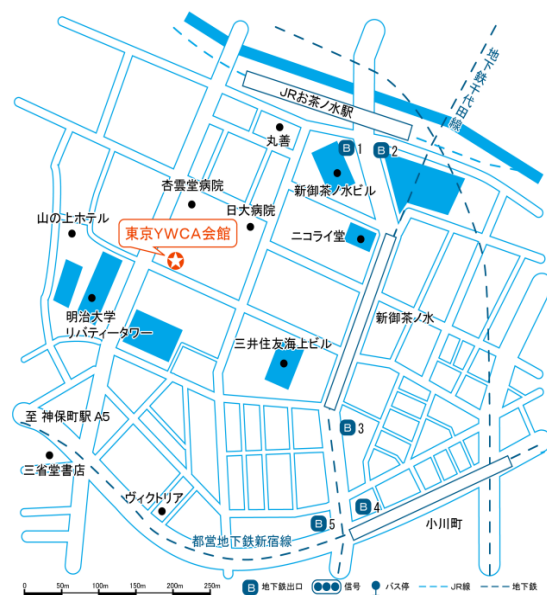 地下鉄千代田線
JRお茶ノ水駅
丸善
B 1
B 2
新御茶ノ水ビル
杏雲堂病院
日大病院
山の上ホテル
東京YWCA会館
ニコライ堂
明治大学
リバティータワー
新御茶ノ水
三井住友海上ビル
至 神保町駅 A5
B 3
三省堂書店
ヴィクトリア
B 4
B 5
小川町
都営地下鉄新宿線
0 50m 100m 150m 200m 250m
B 地下鉄出口 信号 バス停 JR線 地下鉄